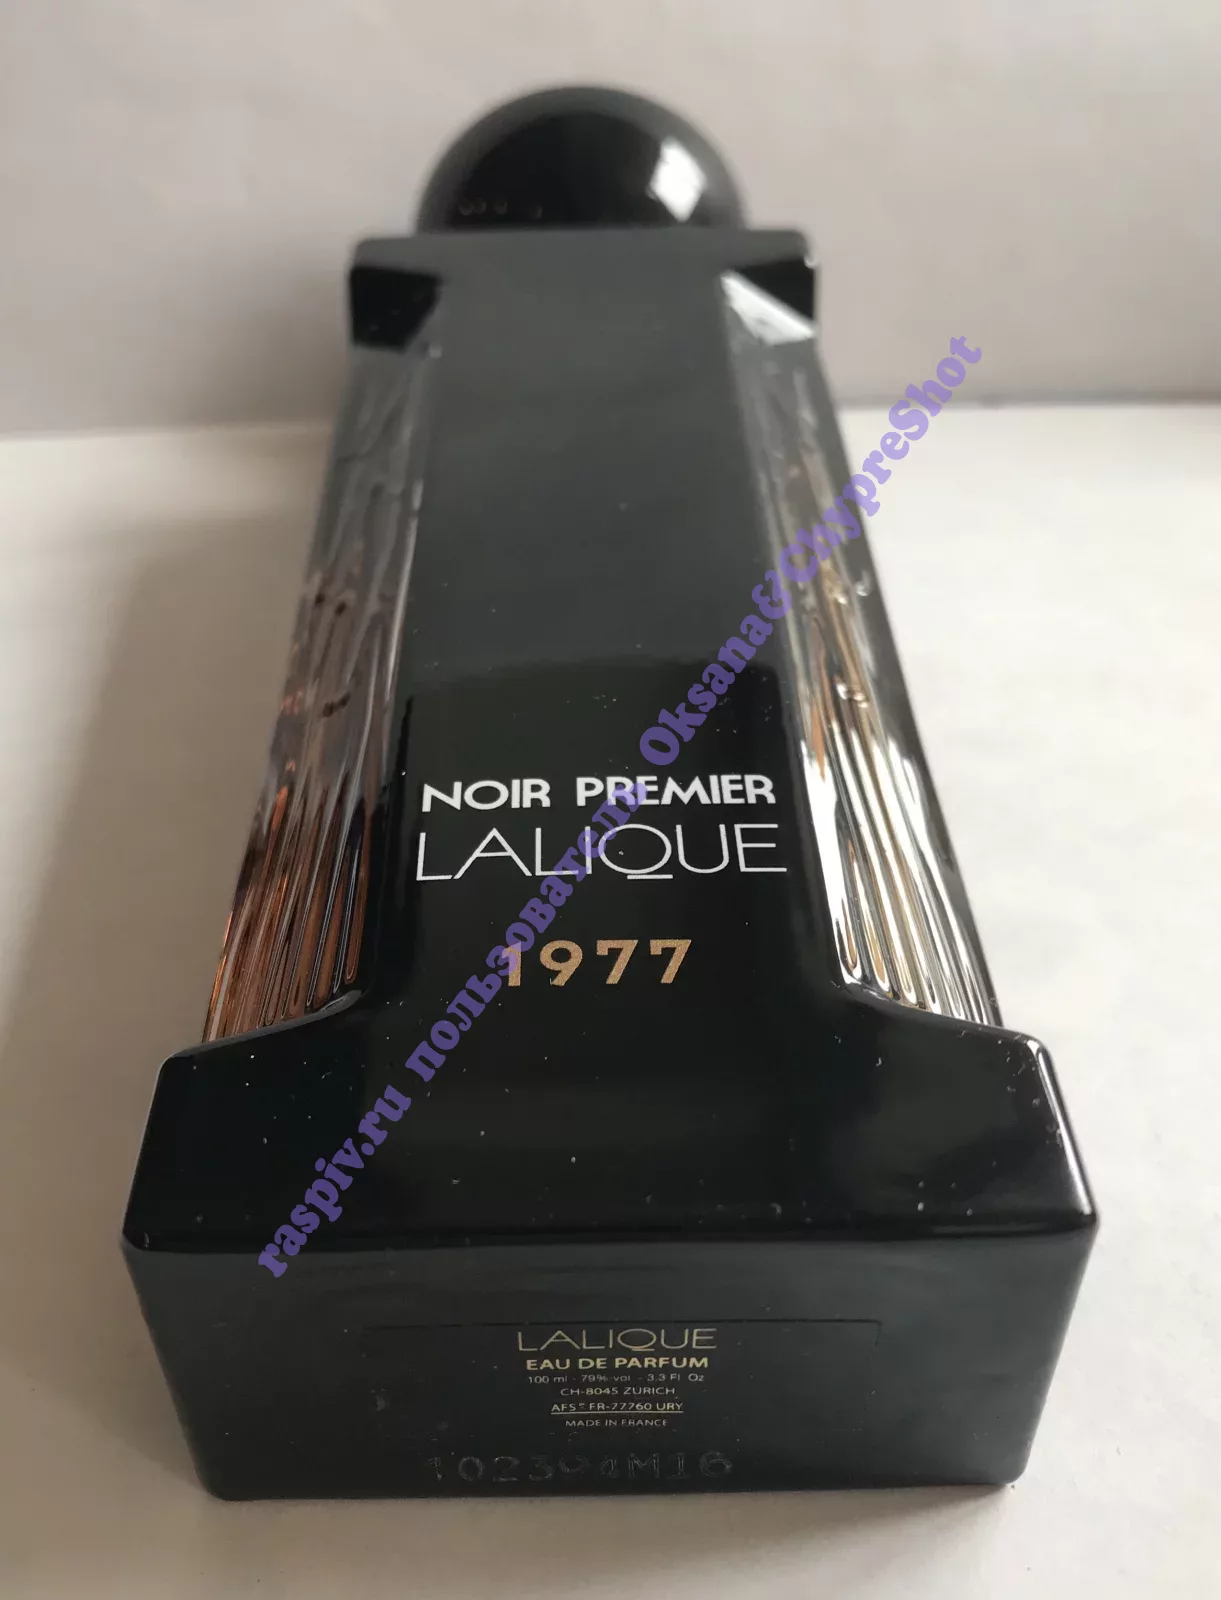 NOIR PREMIER
LALIQUE
1977
LALIQUE
EAU DE PARFUM
100 ml - 79% vol - 3.3 Fl Oz
CH-8045 ZURICH
AFS - FR-77760 URY
MADE IN FRANCE
raspiv.ru пользователь Oksana&ChypreShot